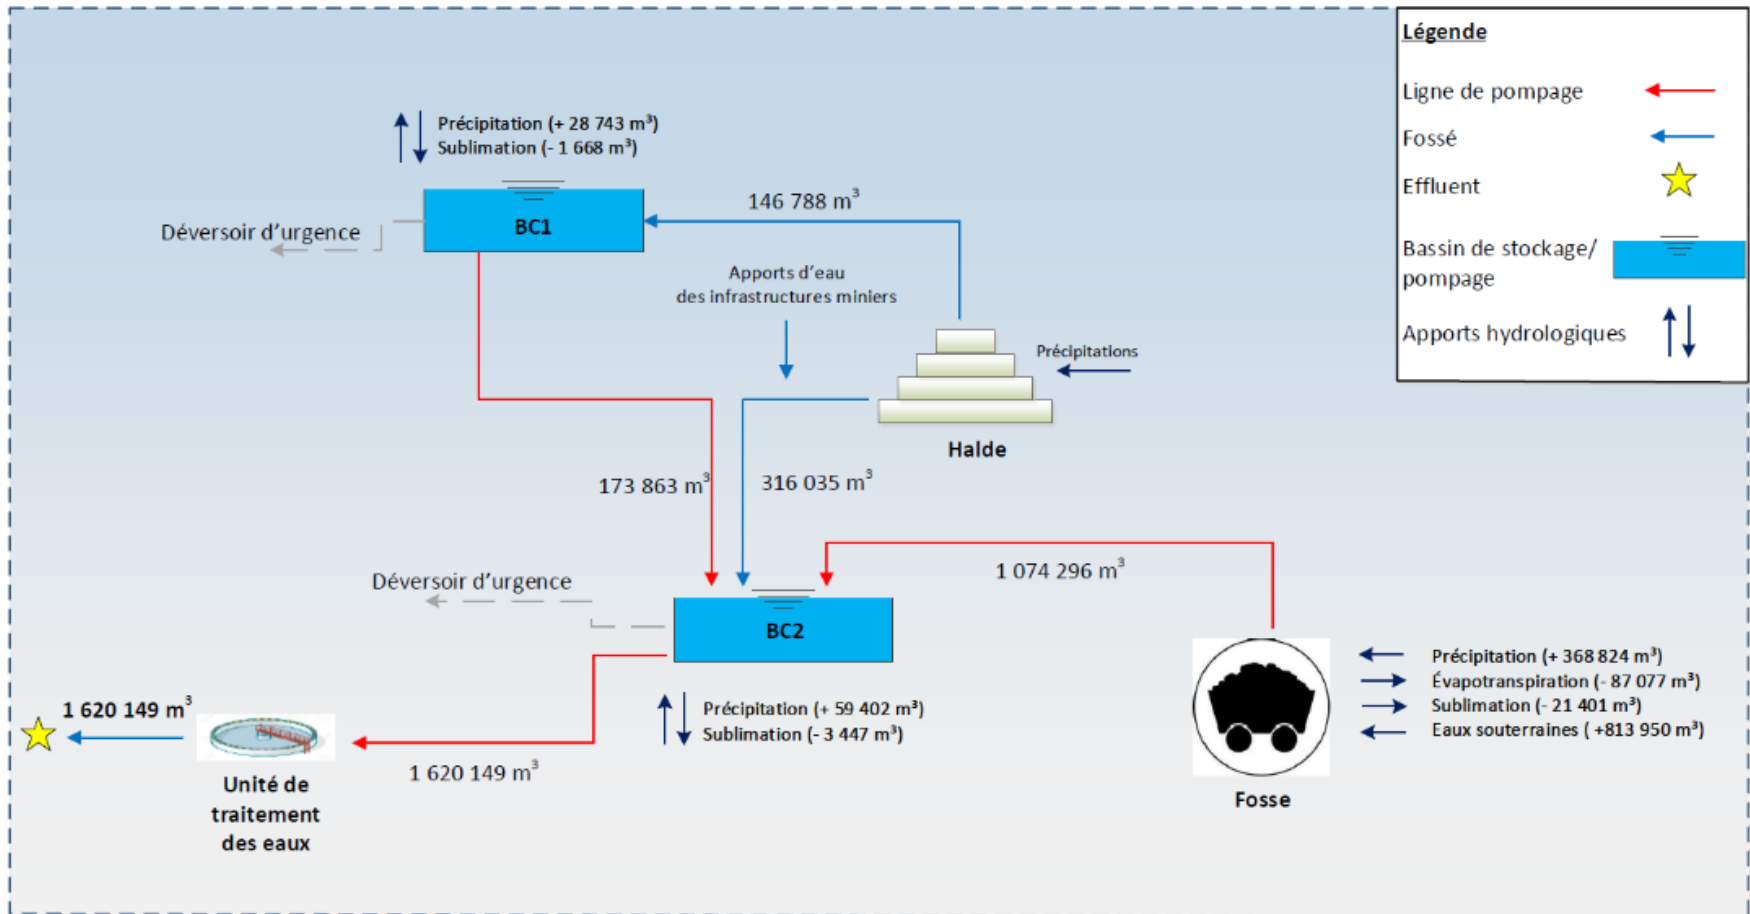 Légende
Ligne de pompage
Fossé
Effluent
Bassin de stockage/
pompage
Apports hydrologiques
Précipitation (+ 28 743 m³)
Sublimation (- 1 668 m³)
BC1
146 788 m³
Déversoir d'urgence
Apports d'eau
des infrastructures miniers
Précipitations
Halde
173 863 m³
316 035 m³
1 074 296 m³
Déversoir d'urgence
BC2
Précipitation (+ 368 824 m³)
Évapotranspiration (- 87 077 m³)
Sublimation (- 21 401 m³)
Eaux souterraines ( +813 950 m³)
Fosse
Précipitation (+ 59 402 m³)
Sublimation (- 3 447 m³)
1 620 149 m³
1 620 149 m³
Unité de
traitement
des eaux